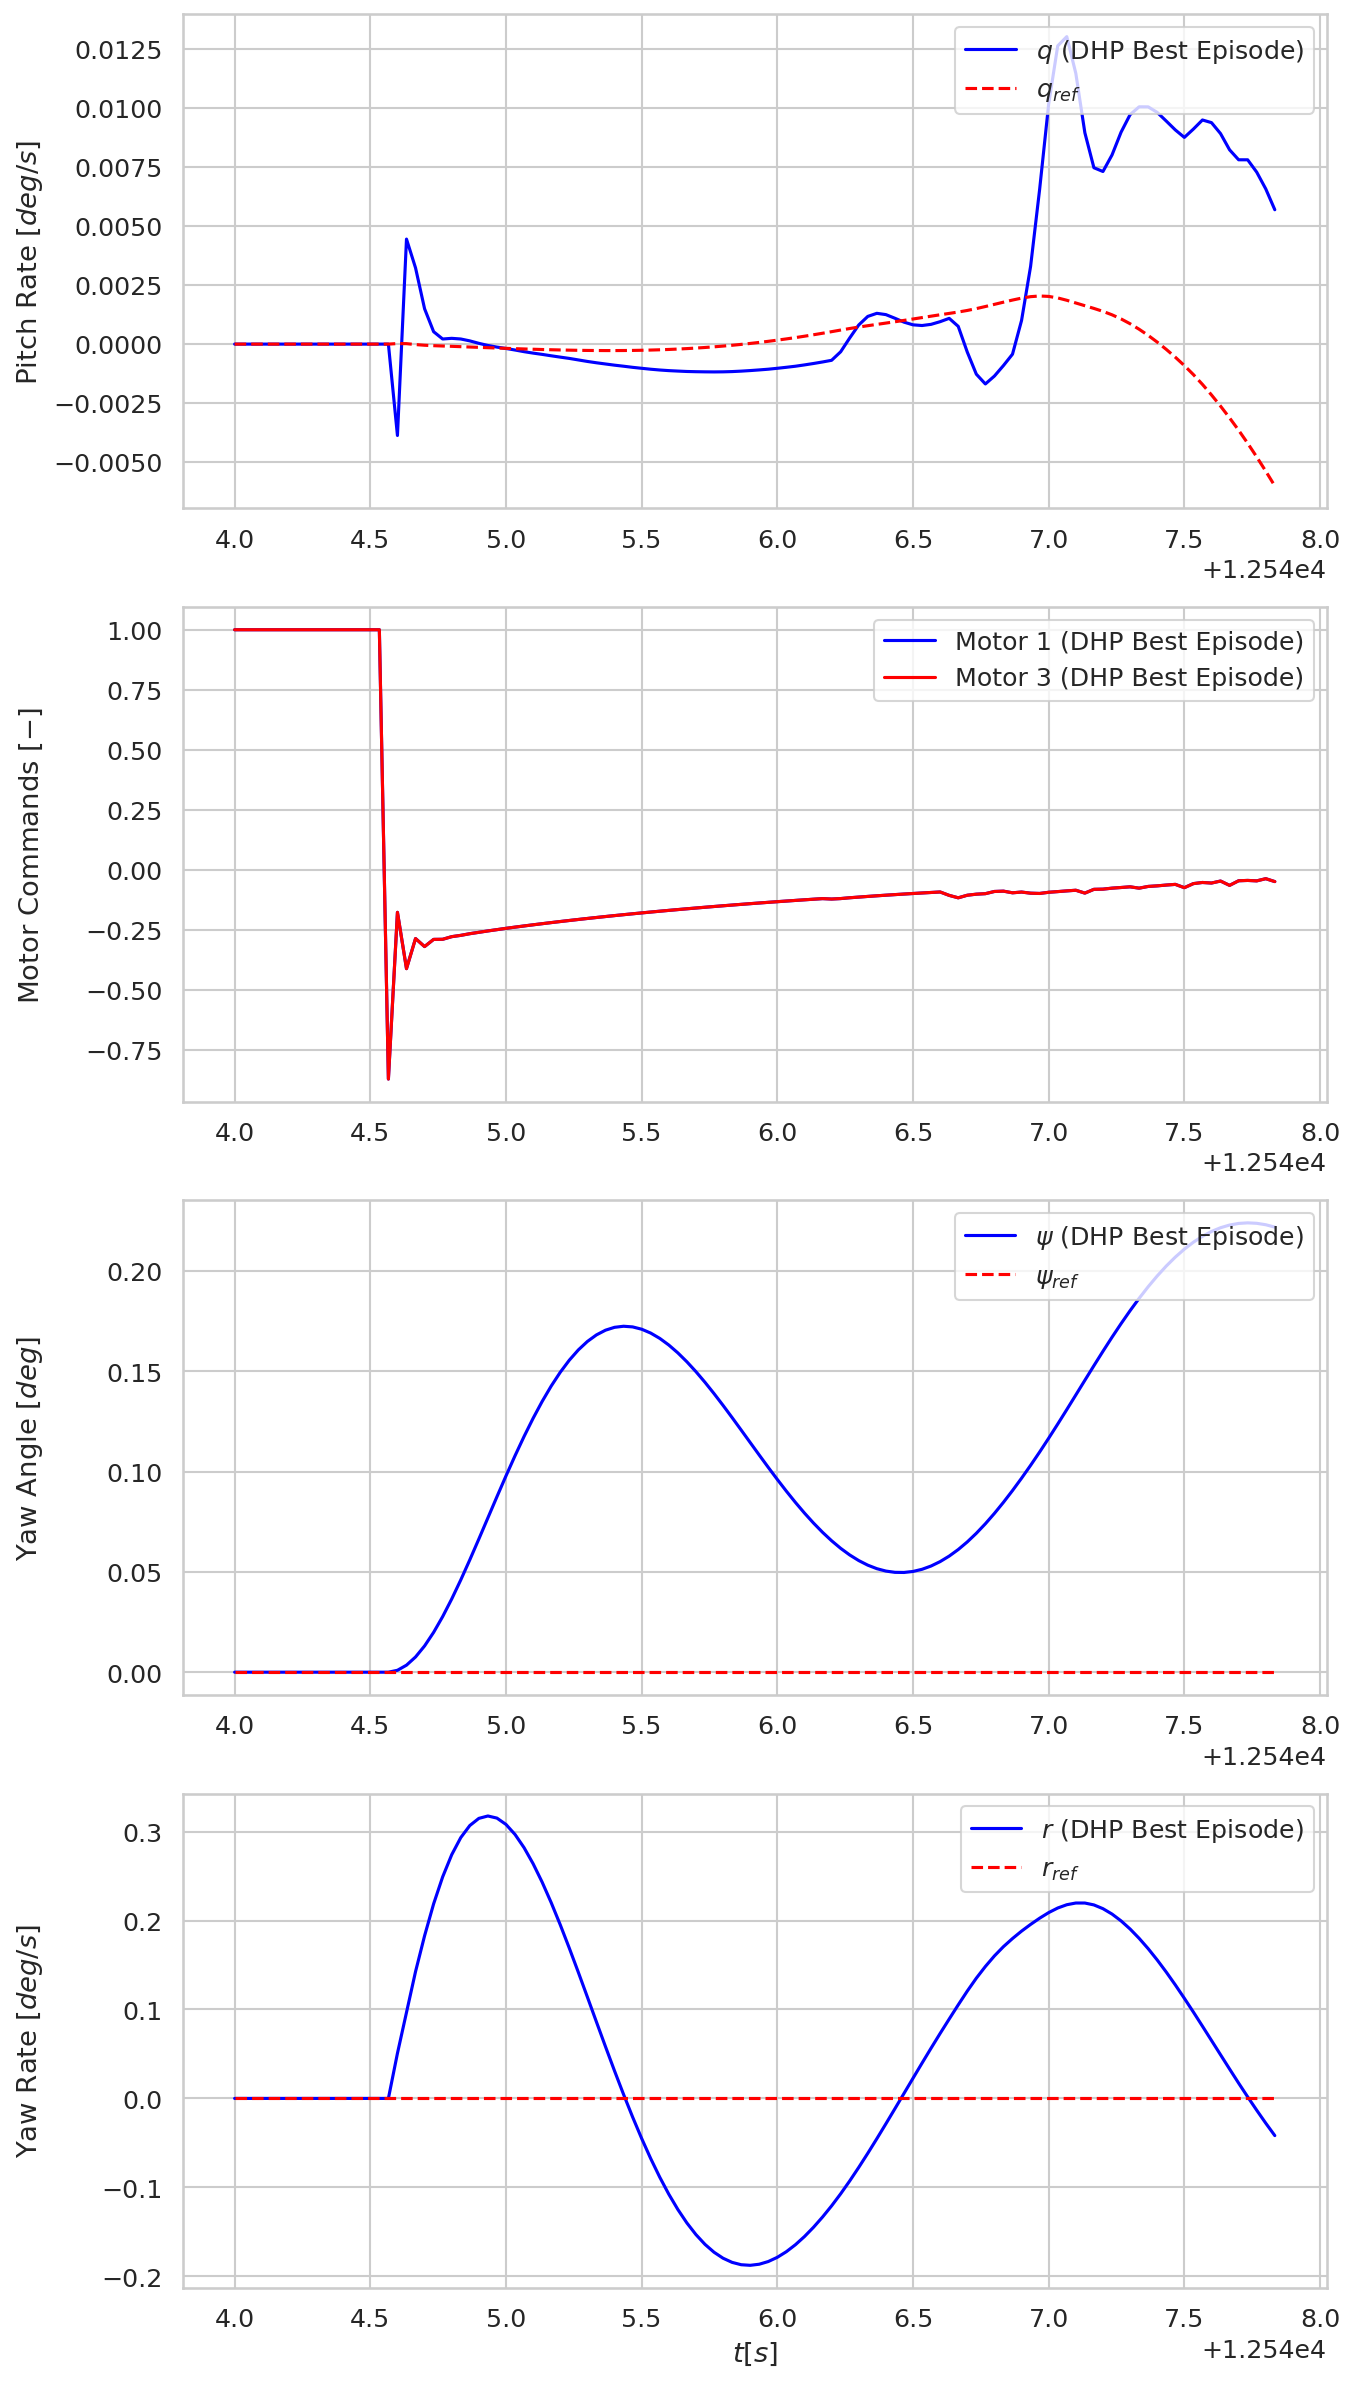 Pitch Rate [deg/s]
0.0125
0.0100
0.0075
0.0050
0.0025
0.0000
−0.0025
−0.0050
q (DHP Best Episode)
q_ref
4.0 4.5 5.0 5.5 6.0 6.5 7.0 7.5 8.0
+1.254e4
Motor Commands [−]
1.00
0.75
0.50
0.25
0.00
−0.25
−0.50
−0.75
Motor 1 (DHP Best Episode)
Motor 3 (DHP Best Episode)
4.0 4.5 5.0 5.5 6.0 6.5 7.0 7.5 8.0
+1.254e4
Yaw Angle [deg]
0.20
0.15
0.10
0.05
0.00
ψ (DHP Best Episode)
ψ_ref
4.0 4.5 5.0 5.5 6.0 6.5 7.0 7.5 8.0
+1.254e4
Yaw Rate [deg/s]
0.3
0.2
0.1
0.0
−0.1
−0.2
r (DHP Best Episode)
r_ref
4.0 4.5 5.0 5.5 6.0 6.5 7.0 7.5 8.0
t[s]
+1.254e4